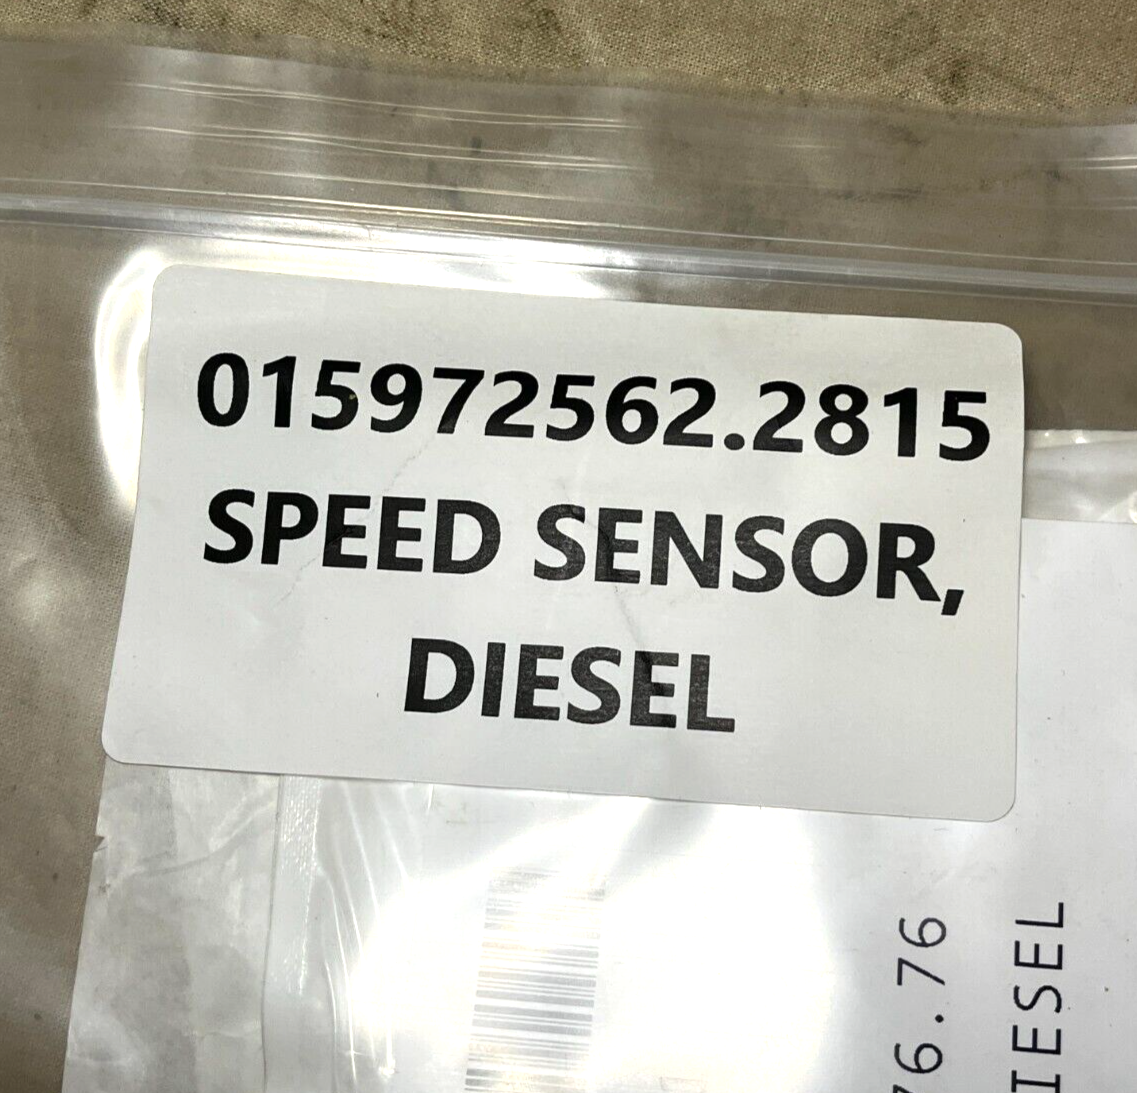 015972562.2815
SPEED SENSOR,
DIESEL
76.76
IESEL